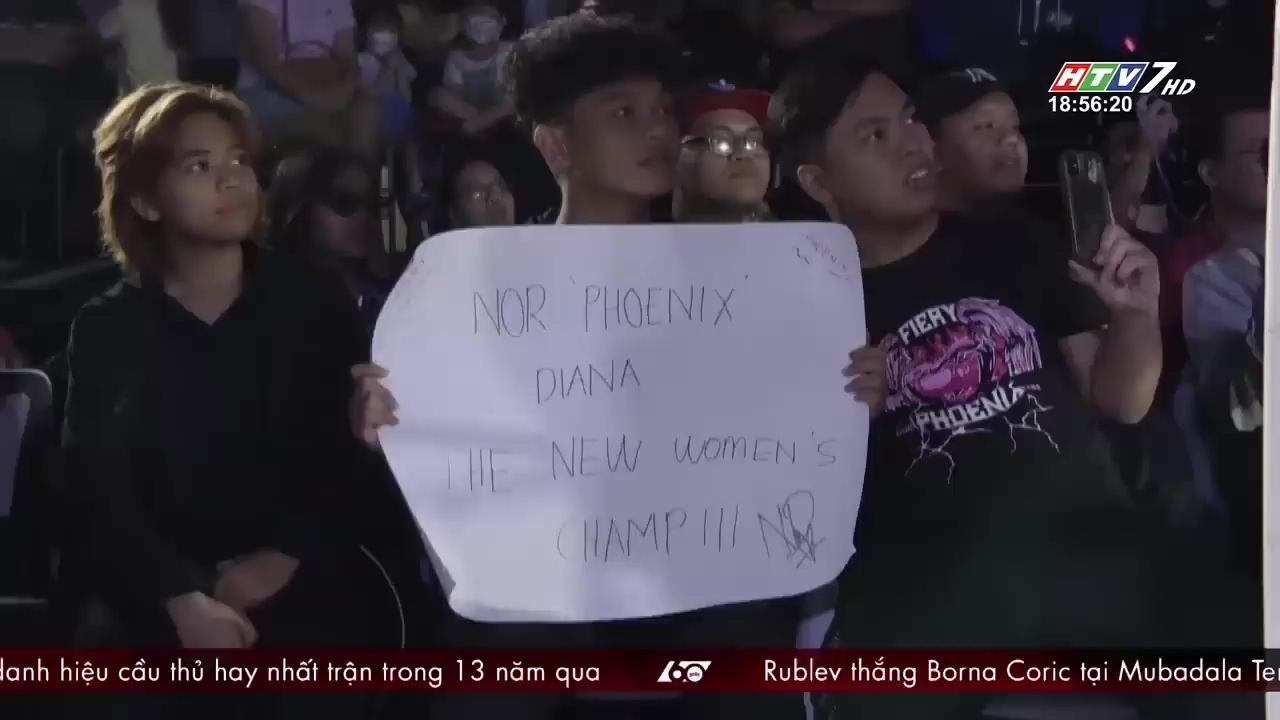 HTV7 HD
18:56:20
NOR 'PHOENIX'
DIANA
THE NEW WOMEN'S
CHAMP!!!
FIERY
PHOENIX
danh hiệu cầu thủ hay nhất trận trong 13 năm qua
60
Rublev thắng Borna Coric tại Mubadala Te